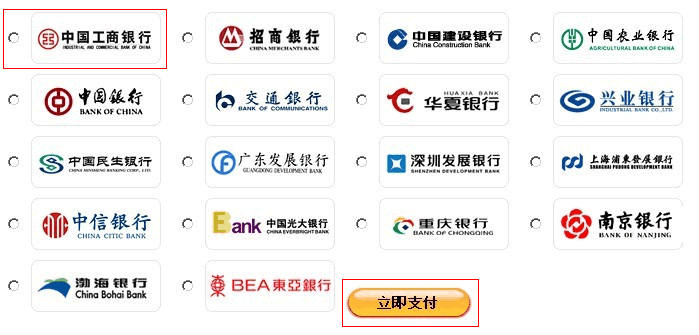 中国工商银行
INDUSTRIAL AND COMMERCIAL BANK OF CHINA
招商银行
CHINA MERCHANTS BANK
中国建设银行
China Construction Bank
中国农业银行
AGRICULTURAL BANK OF CHINA
中国銀行
BANK OF CHINA
交通銀行
BANK OF COMMUNICATIONS
HUAXIA BANK
华夏银行
兴业银行
INDUSTRIAL BANK CO.,LTD.
中国民生银行
CHINA MINSHENG BANKING CORP., LTD.
广东发展银行
GUANGDONG DEVELOPMENT BANK
深圳发展银行
SHENZHEN DEVELOPMENT BANK
上海浦東發展銀行
SHANGHAI PUDONG DEVELOPMENT BANK
中信银行
CHINA CITIC BANK
Bank
中国光大银行
CHINA EVERBRIGHT BANK
重庆银行
BANK OF CHONGQING
南京银行
BANK OF NANJING
渤海银行
China Bohai Bank
BEA東亞銀行
立即支付